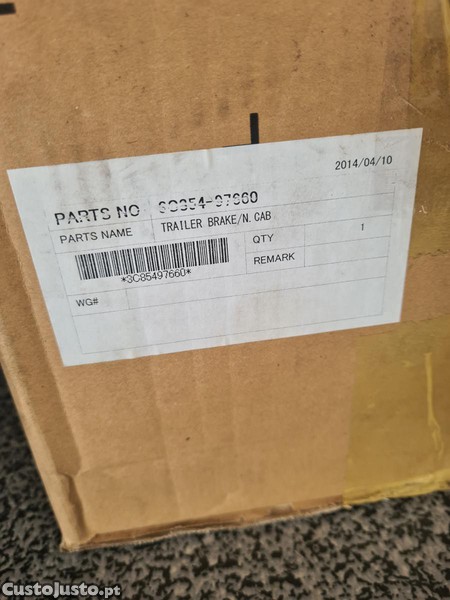 2014/04/10
PARTS NO 3C854-97660
PARTS NAME TRAILER BRAKE/N.CAB
QTY 1
*3C85497660*
REMARK
WG#
CustoJusto.pt